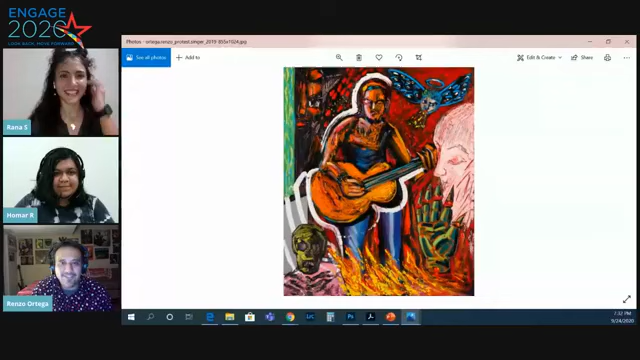 ENGAGE
2020
LOOK BACK, MOVE FORWARD
Photos - ortega.renzo_protest.singer_2019-855x1024.jpg
See all photos
Add to
Edit & Create
Share
Rana S
Homar R
Renzo Ortega
7:32 PM
9/24/2020